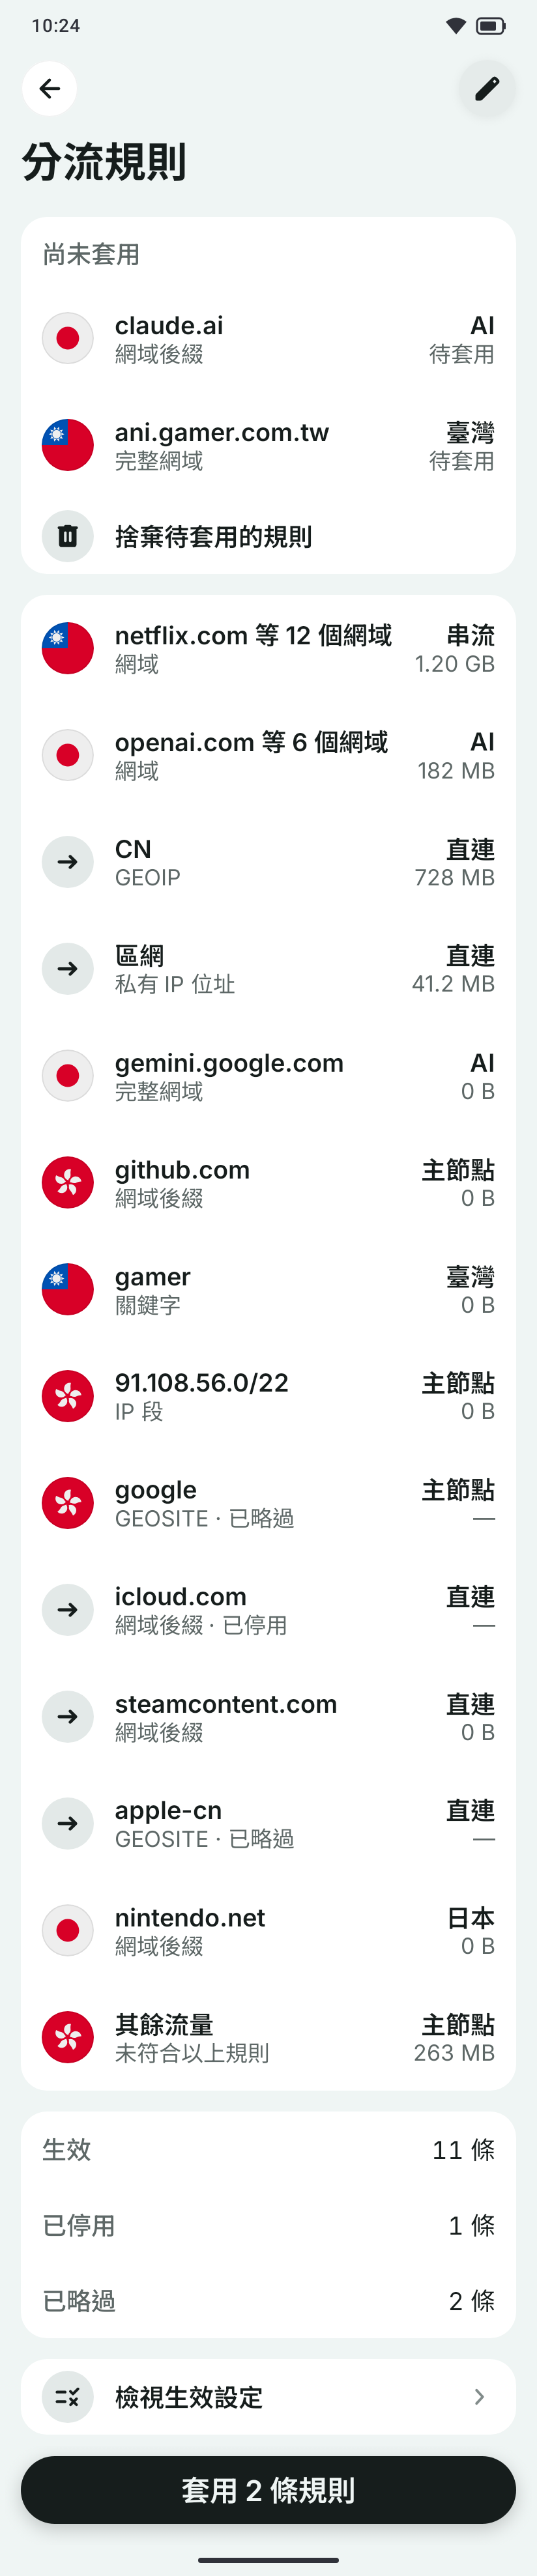 10:24
分流規則
尚未套用
claude.ai
AI
網域後綴
待套用
ani.gamer.com.tw
臺灣
完整網域
待套用
捨棄待套用的規則
netflix.com 等 12 個網域
串流
網域
1.20 GB
openai.com 等 6 個網域
AI
網域
182 MB
CN
直連
GEOIP
728 MB
區網
直連
私有 IP 位址
41.2 MB
gemini.google.com
AI
完整網域
0 B
github.com
主節點
網域後綴
0 B
gamer
臺灣
關鍵字
0 B
91.108.56.0/22
主節點
IP 段
0 B
google
主節點
GEOSITE · 已略過
—
icloud.com
直連
網域後綴 · 已停用
—
steamcontent.com
直連
網域後綴
0 B
apple-cn
直連
GEOSITE · 已略過
—
nintendo.net
日本
網域後綴
0 B
其餘流量
主節點
未符合以上規則
263 MB
生效
11 條
已停用
1 條
已略過
2 條
檢視生效設定
套用 2 條規則